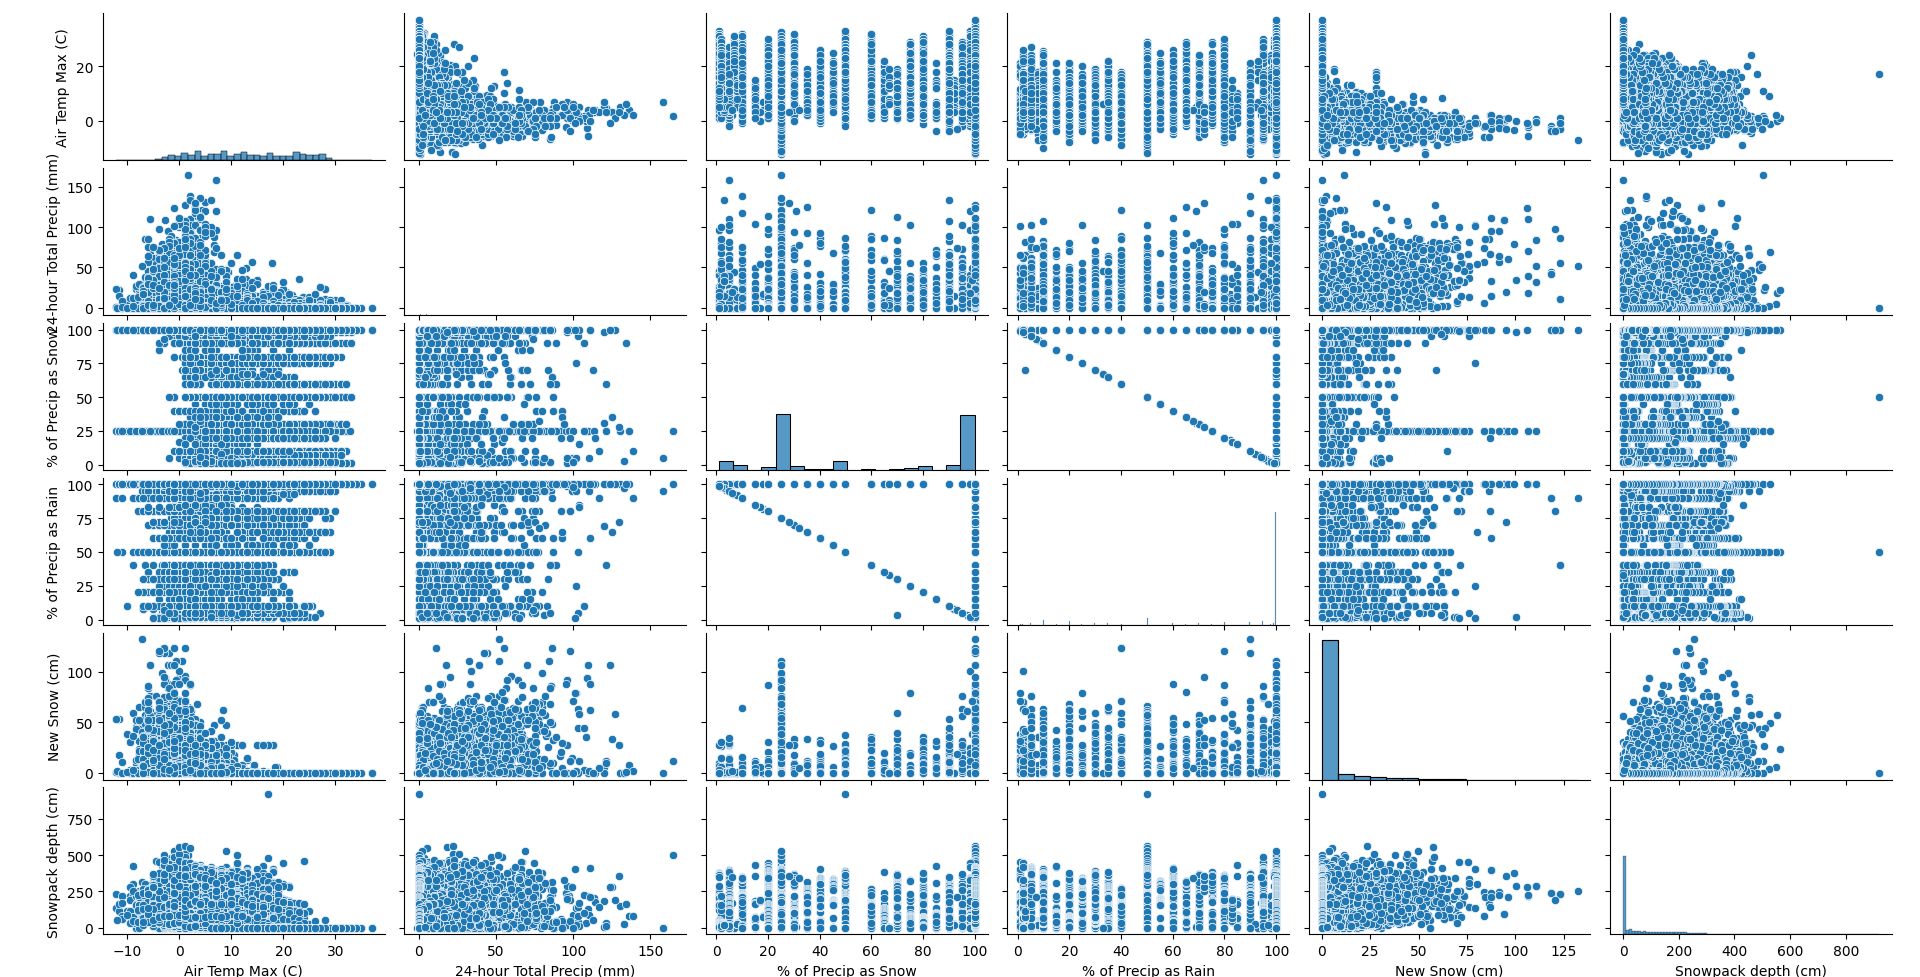 Air Temp Max (C)
20
0
24-hour Total Precip (mm)
150
100
50
0
% of Precip as Snow
100
75
50
25
0
% of Precip as Rain
100
75
50
25
0
New Snow (cm)
100
50
0
Snowpack depth (cm)
750
500
250
0
−10 0 10 20 30
0 50 100 150
0 20 40 60 80 100
0 20 40 60 80 100
0 25 50 75 100 125
0 200 400 600 800
Air Temp Max (C)
24-hour Total Precip (mm)
% of Precip as Snow
% of Precip as Rain
New Snow (cm)
Snowpack depth (cm)